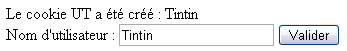 Le cookie UT a été créé : Tintin
Nom d'utilisateur : Tintin Valider